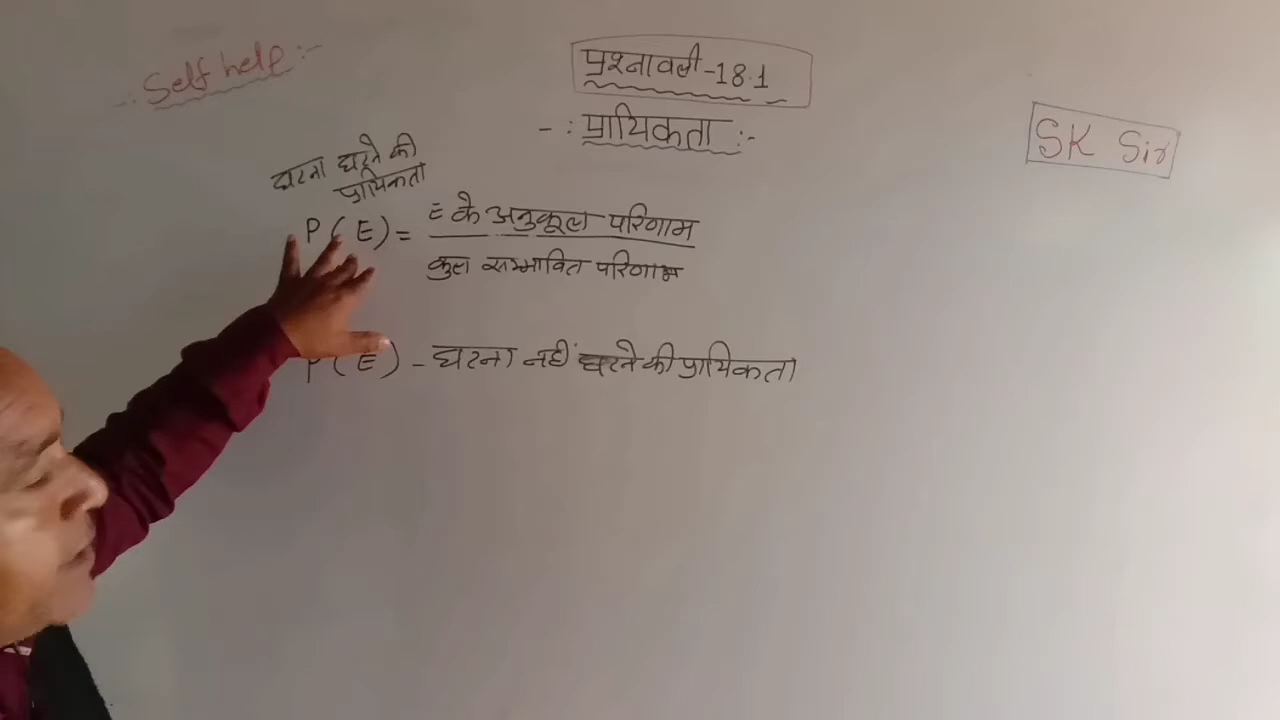 Self help :-
प्रश्नावली-18.1
-: प्रायिकता :-
SK Sir
घटना घटने की
प्रायिकता
P(E) = E के अनुकूल परिणाम
कुल सम्भावित परिणाम
P(E) - घटना नहीं घटने की प्रायिकता